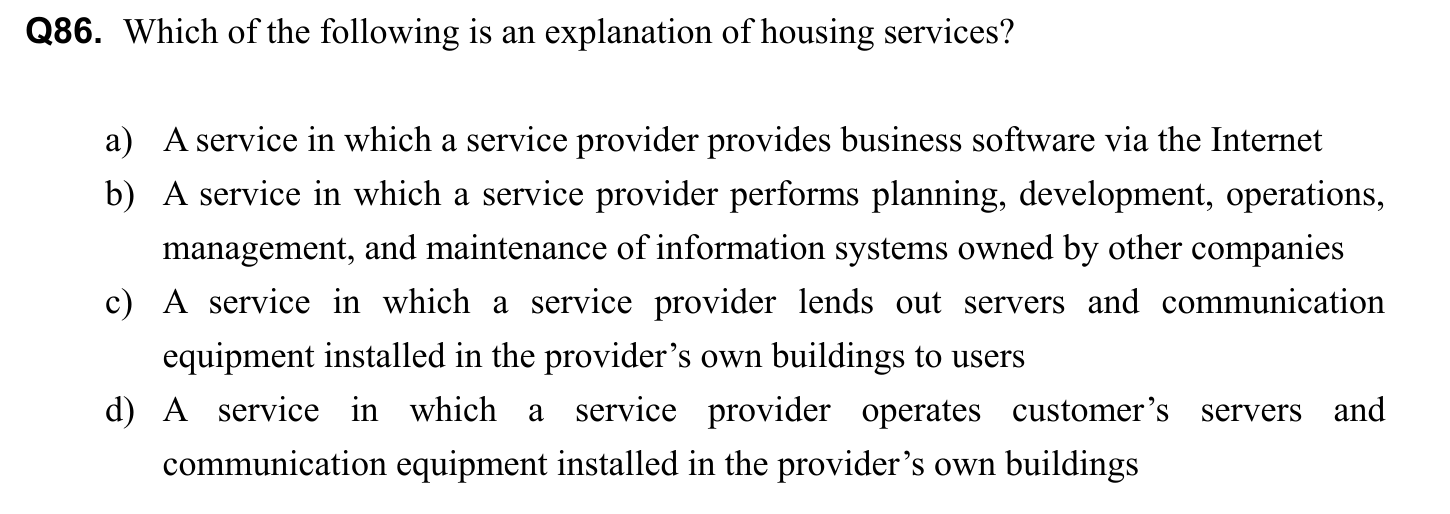 Q86. Which of the following is an explanation of housing services?
a) A service in which a service provider provides business software via the Internet
b) A service in which a service provider performs planning, development, operations,
management, and maintenance of information systems owned by other companies
c) A service in which a service provider lends out servers and communication
equipment installed in the provider’s own buildings to users
d) A service in which a service provider operates customer’s servers and
communication equipment installed in the provider’s own buildings